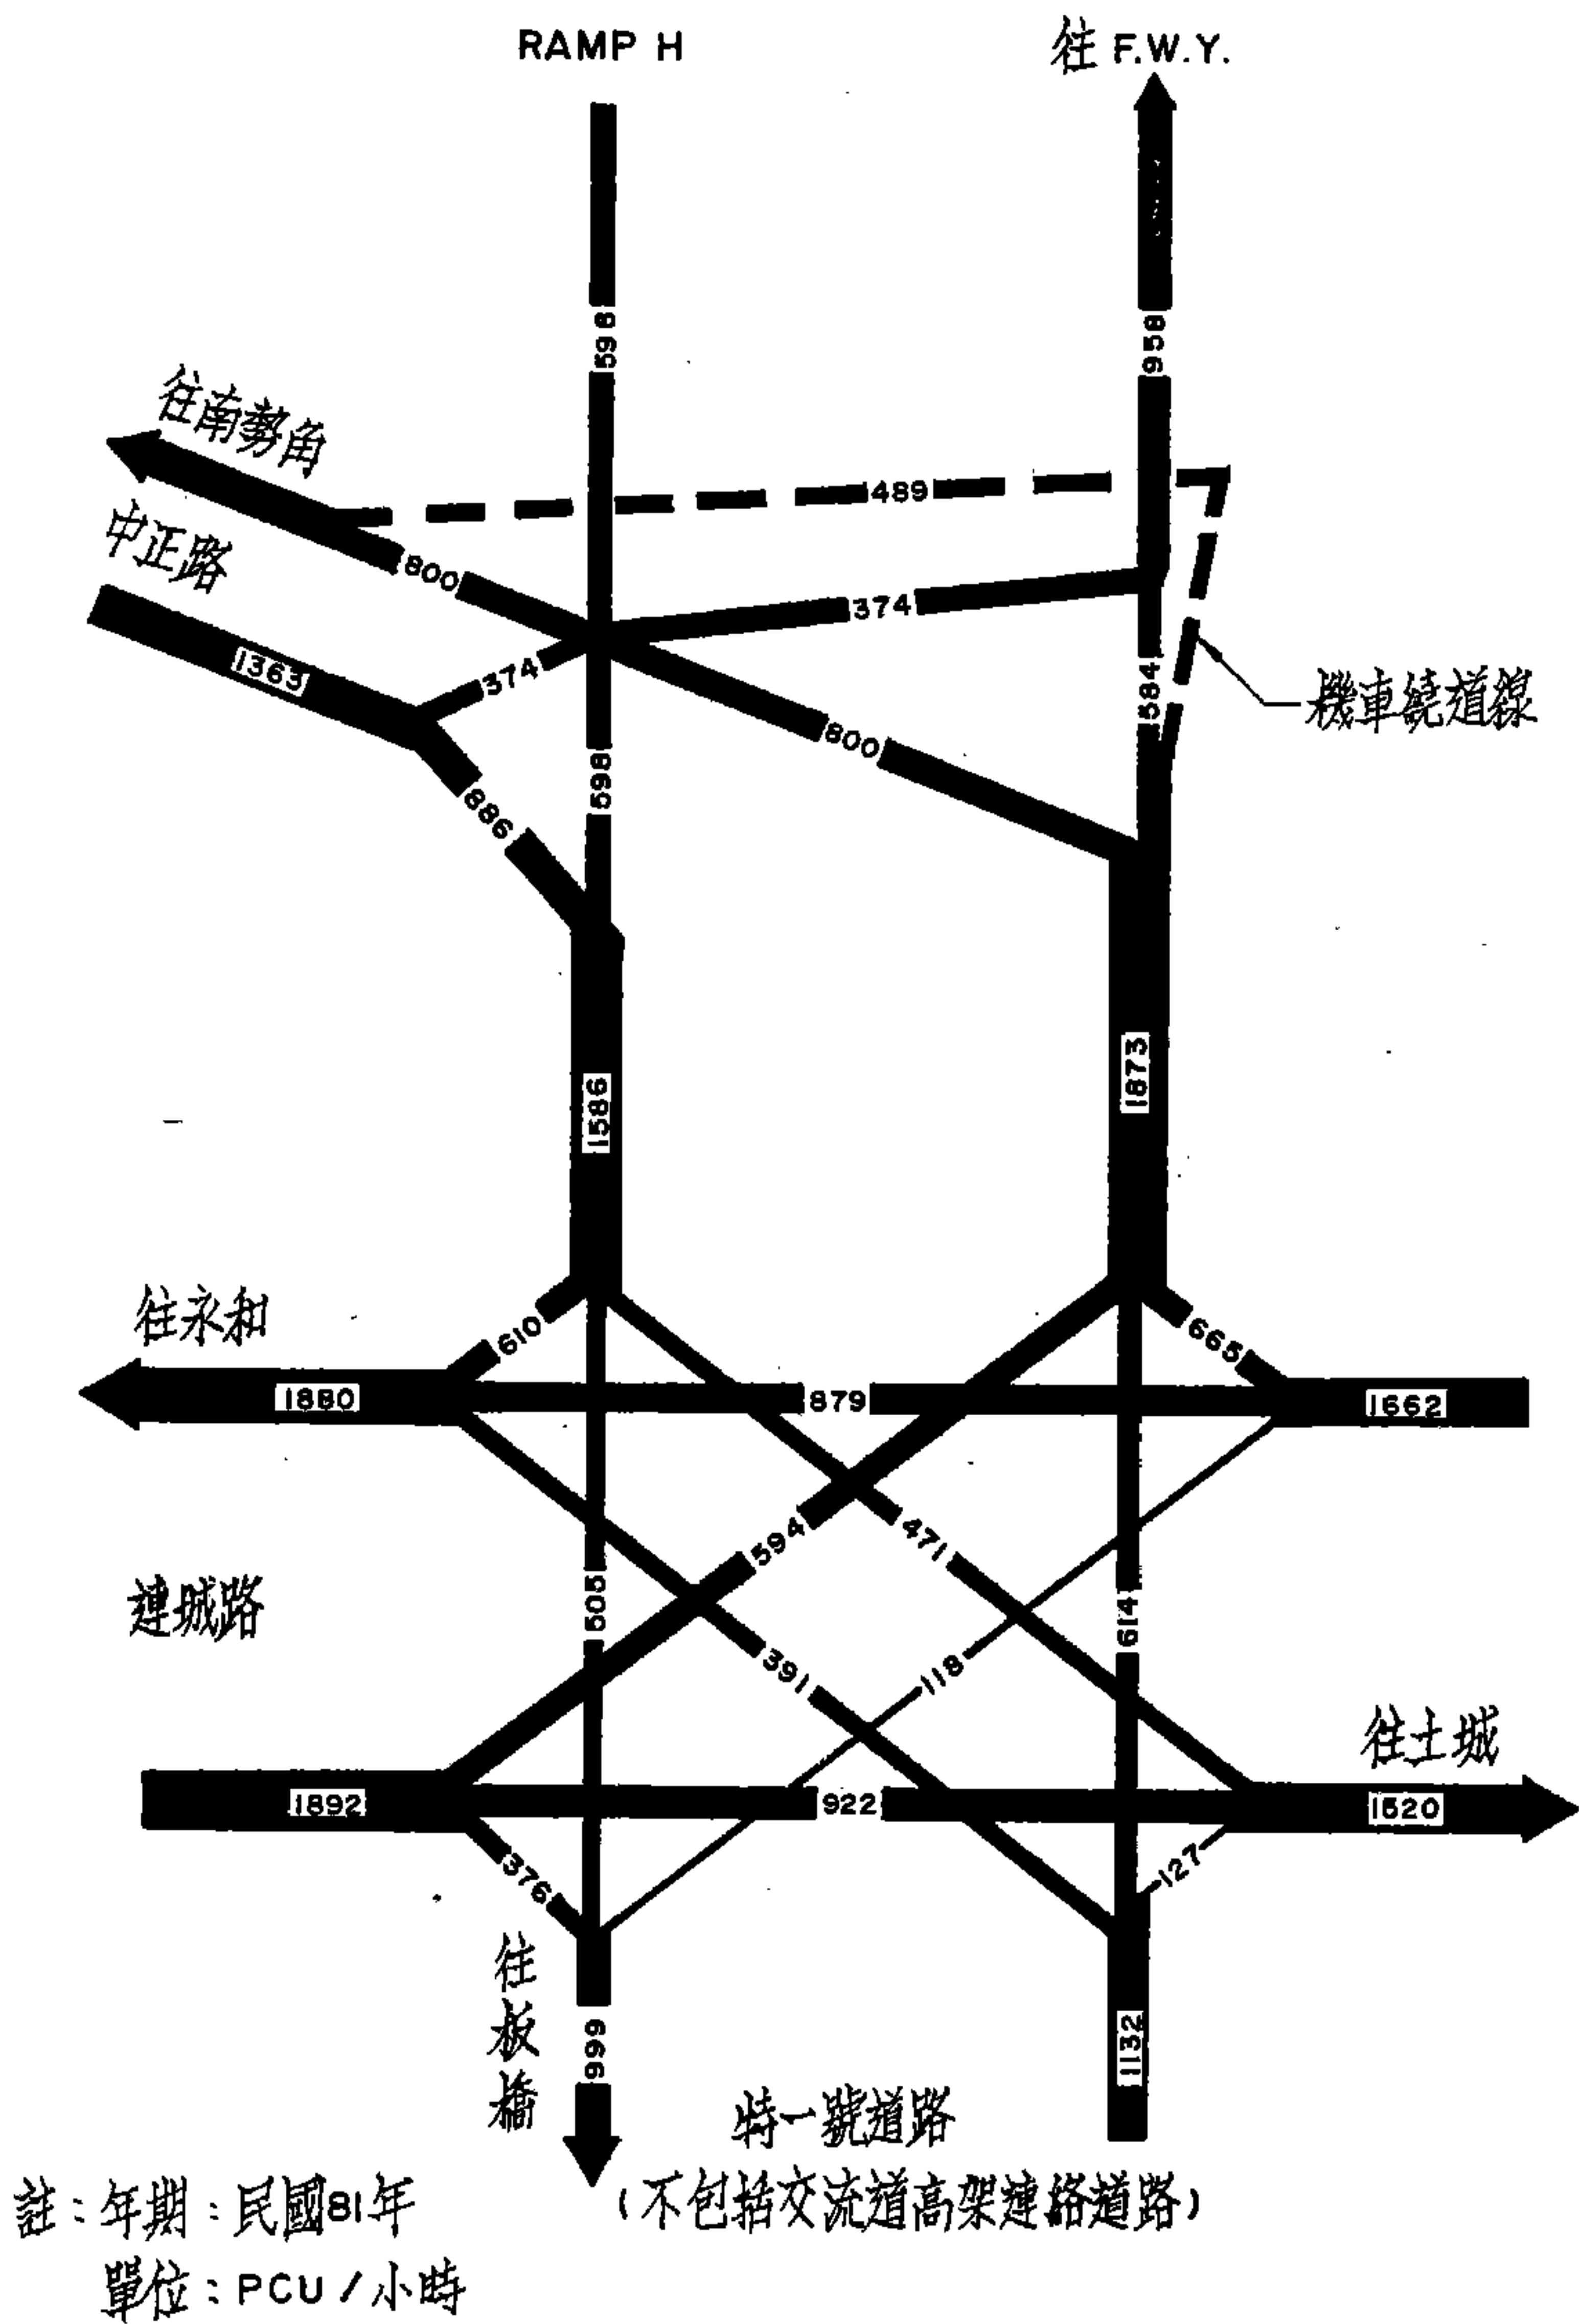 RAMP H
往 F.W.Y.
598
958
往南勢角
489
中正路
800
374
1363
374
584
機車繞道線
800
598
886
1873
1586
往永和
610
665
1880
879
1662
594
471
連城路
505
614
391
118
往土城
1892
922
1520
376
127
往板橋
999
1132
特一號道路
(不包括交流道高架連絡道路)
註：年期：民國81年
單位：PCU/小時